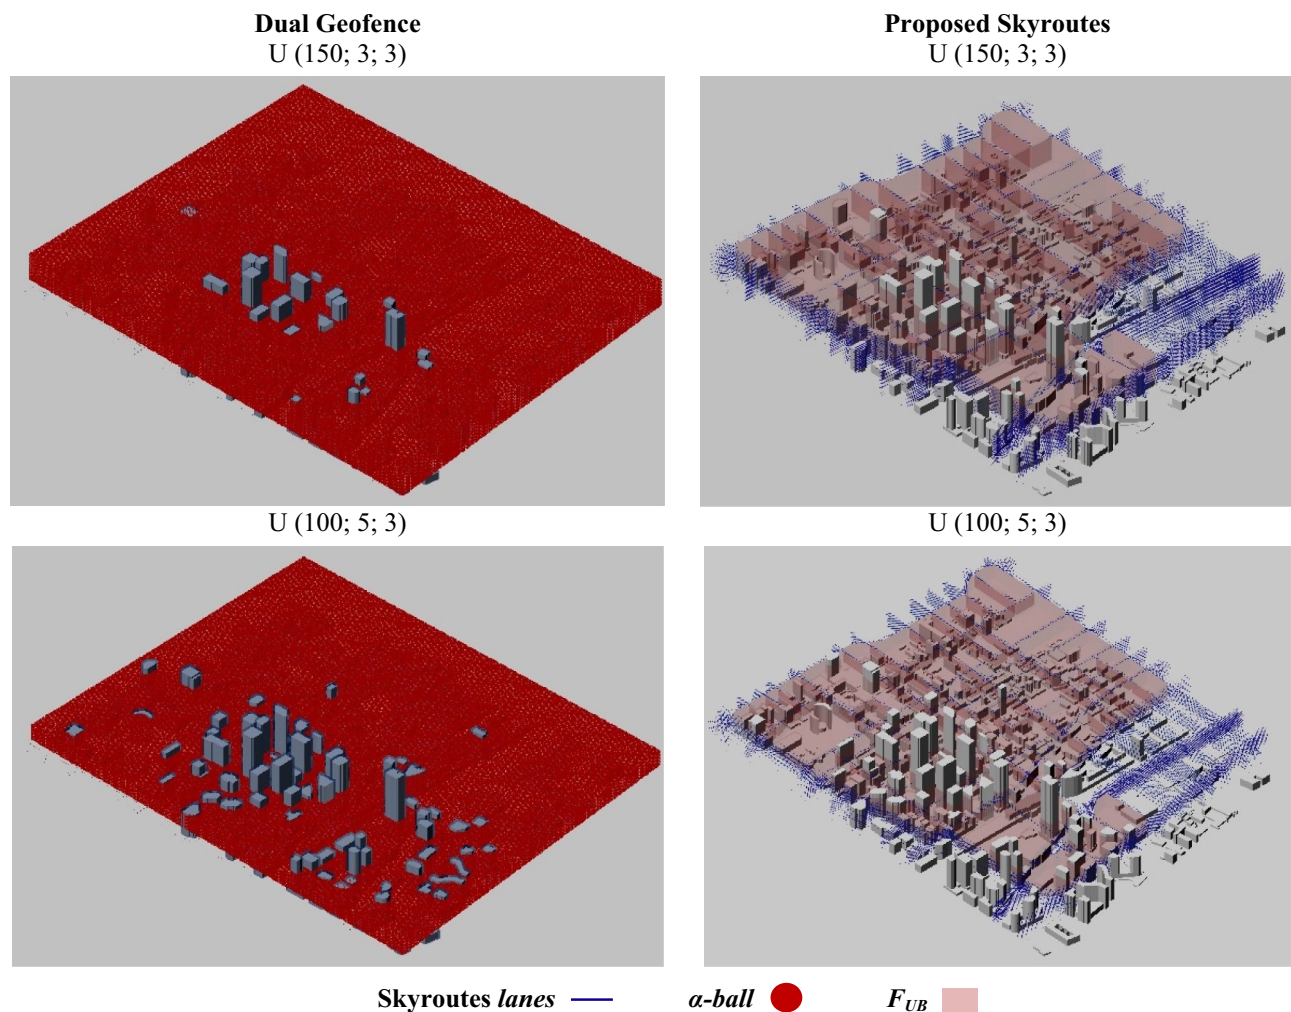 Dual Geofence
U (150; 3; 3)
Proposed Skyroutes
U (150; 3; 3)
U (100; 5; 3)
U (100; 5; 3)
Skyroutes lanes
α-ball
F_UB